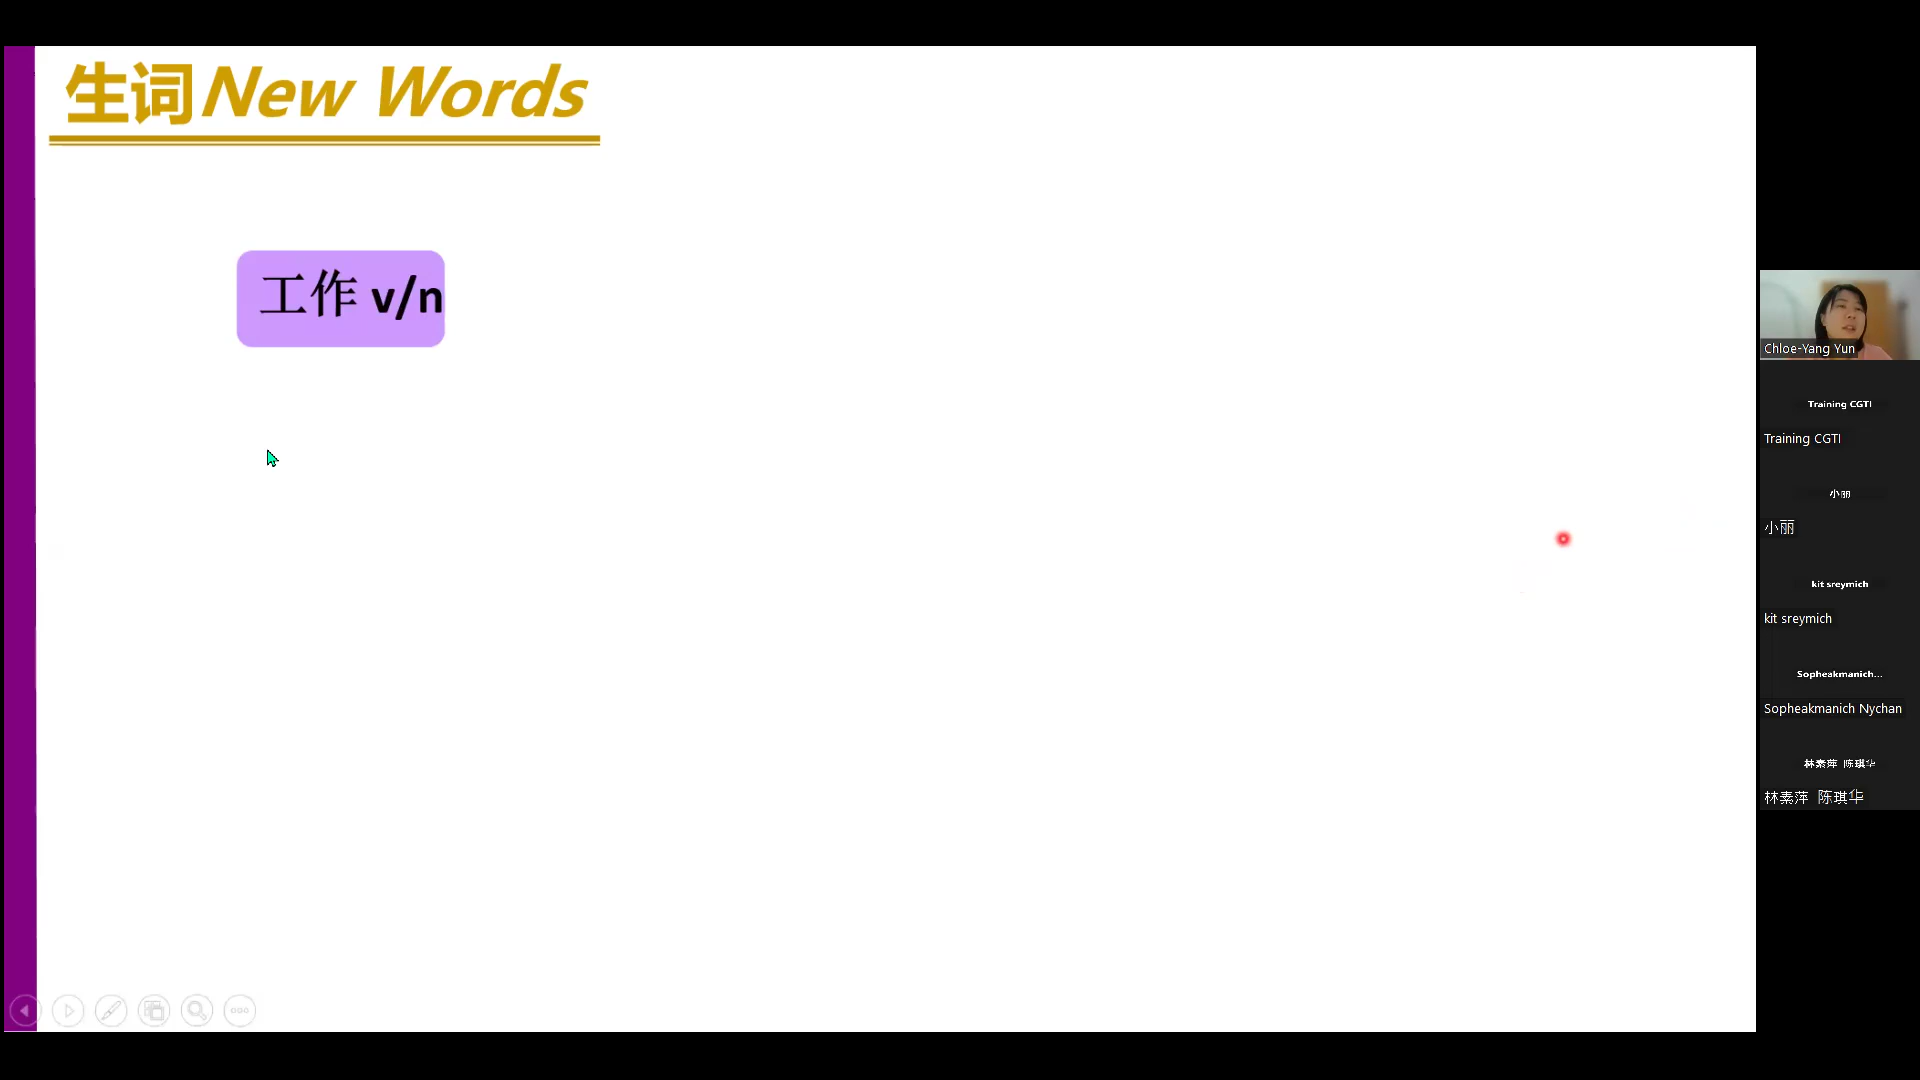 生词New Words
工作 v/n
Chloe-Yang Yun
Training CGTI
Training CGTI
小丽
小丽
kit sreymich
kit sreymich
Sopheakmanich...
Sopheakmanich Nychan
林素萍 陈琪华
林素萍 陈琪华